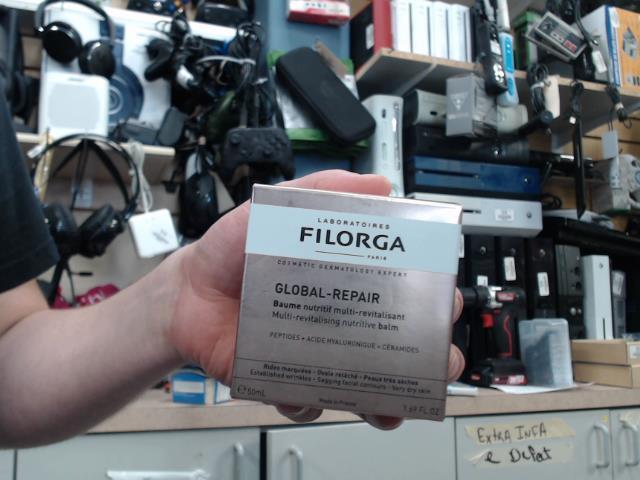 LABORATOIRES
FILORGA
PARIS
COSMETIC DERMATOLOGY EXPERT
GLOBAL-REPAIR
Baume nutritif multi-revitalisant
Multi-revitalising nutritive balm
PEPTIDES • ACIDE HYALURONIQUE • CÉRAMIDES
Rides marquées • Ovale relâché • Peaux très sèches
Established wrinkles • Sagging facial contours • Very dry skin
℮ 50mL
Made in France
1.69 FL.OZ
Extra INFA